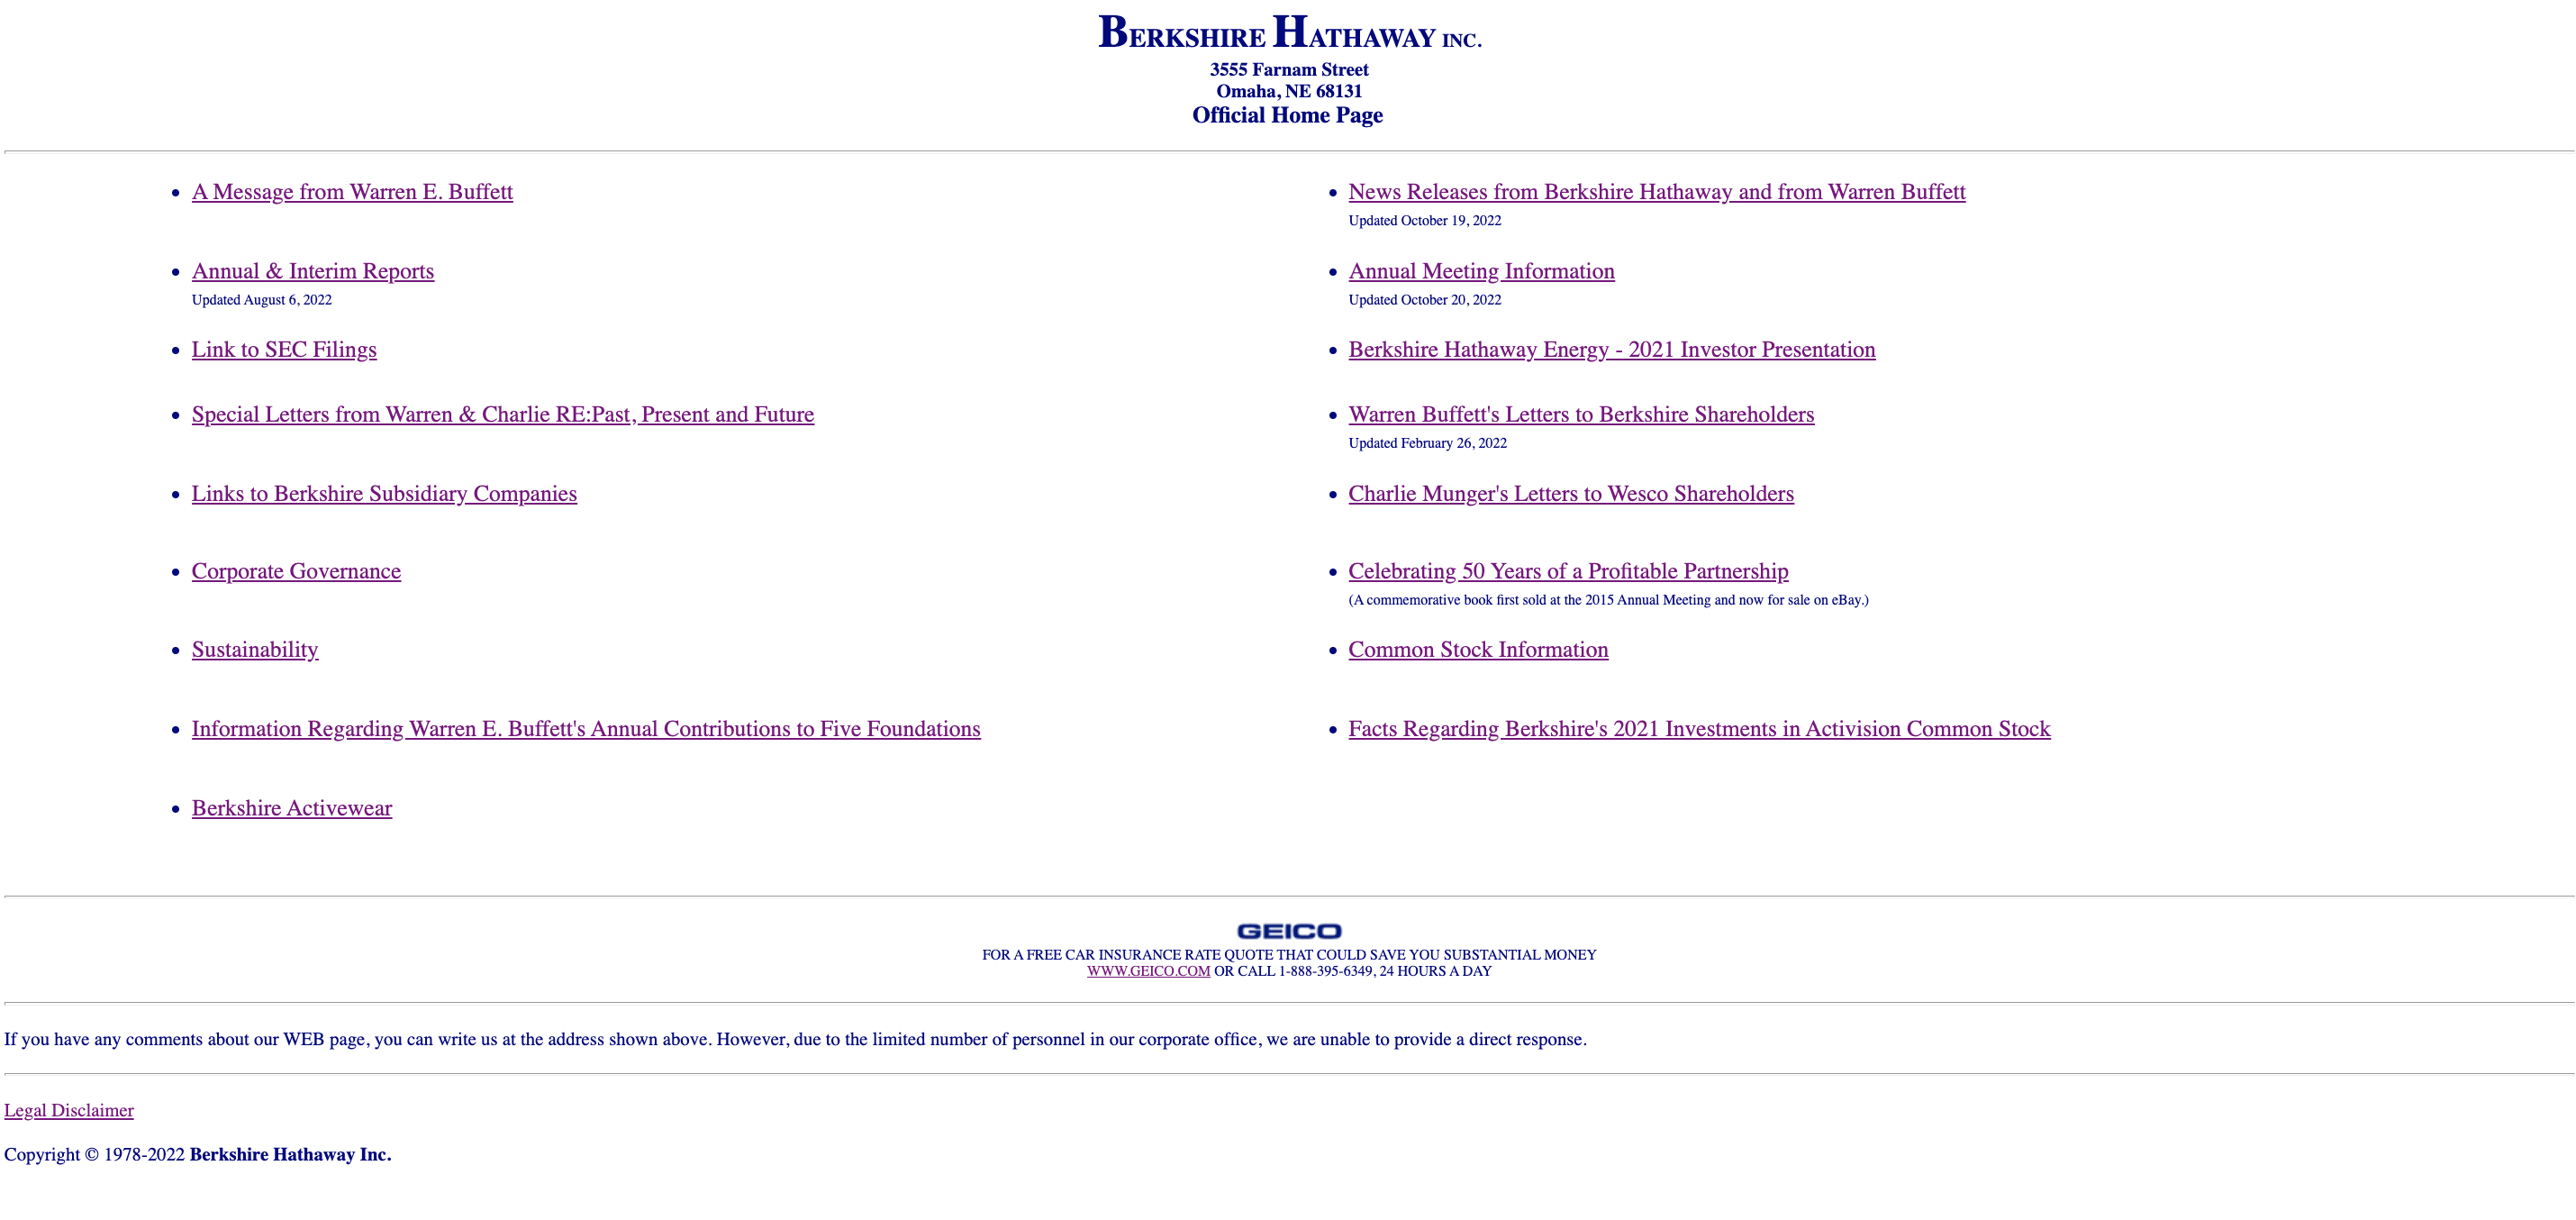 BERKSHIRE HATHAWAY INC.
3555 Farnam Street
Omaha, NE 68131
Official Home Page
A Message from Warren E. Buffett
News Releases from Berkshire Hathaway and from Warren Buffett
Updated October 19, 2022
Annual & Interim Reports
Updated August 6, 2022
Annual Meeting Information
Updated October 20, 2022
Link to SEC Filings
Berkshire Hathaway Energy - 2021 Investor Presentation
Special Letters from Warren & Charlie RE:Past, Present and Future
Warren Buffett's Letters to Berkshire Shareholders
Updated February 26, 2022
Links to Berkshire Subsidiary Companies
Charlie Munger's Letters to Wesco Shareholders
Corporate Governance
Celebrating 50 Years of a Profitable Partnership
(A commemorative book first sold at the 2015 Annual Meeting and now for sale on eBay.)
Sustainability
Common Stock Information
Information Regarding Warren E. Buffett's Annual Contributions to Five Foundations
Facts Regarding Berkshire's 2021 Investments in Activision Common Stock
Berkshire Activewear
GEICO
FOR A FREE CAR INSURANCE RATE QUOTE THAT COULD SAVE YOU SUBSTANTIAL MONEY
WWW.GEICO.COM OR CALL 1-888-395-6349, 24 HOURS A DAY
If you have any comments about our WEB page, you can write us at the address shown above. However, due to the limited number of personnel in our corporate office, we are unable to provide a direct response.
Legal Disclaimer
Copyright © 1978-2022 Berkshire Hathaway Inc.